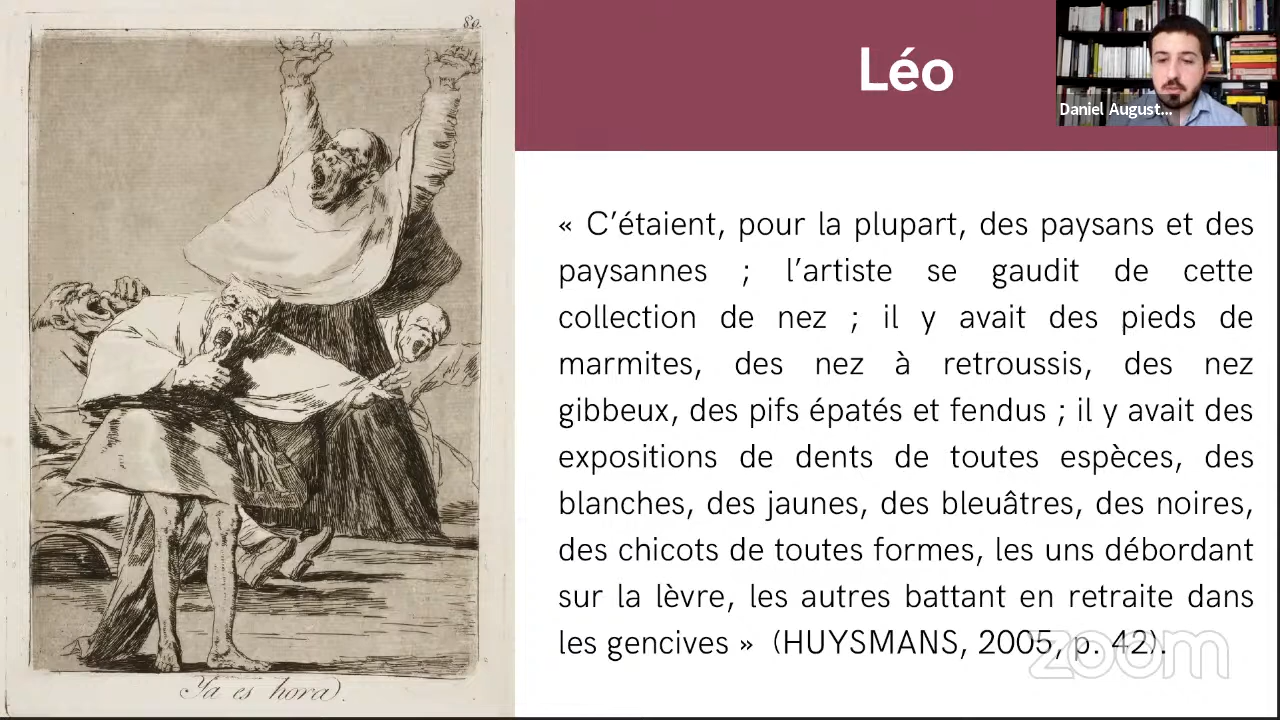 80.
Ya es hora.
Léo
Daniel August...
« C’étaient, pour la plupart, des paysans et des
paysannes ; l’artiste se gaudit de cette
collection de nez ; il y avait des pieds de
marmites, des nez à retroussis, des nez
gibbeux, des pifs épatés et fendus ; il y avait des
expositions de dents de toutes espèces, des
blanches, des jaunes, des bleuâtres, des noires,
des chicots de toutes formes, les uns débordant
sur la lèvre, les autres battant en retraite dans
les gencives » (HUYSMANS, 2005, p. 42).
zoom